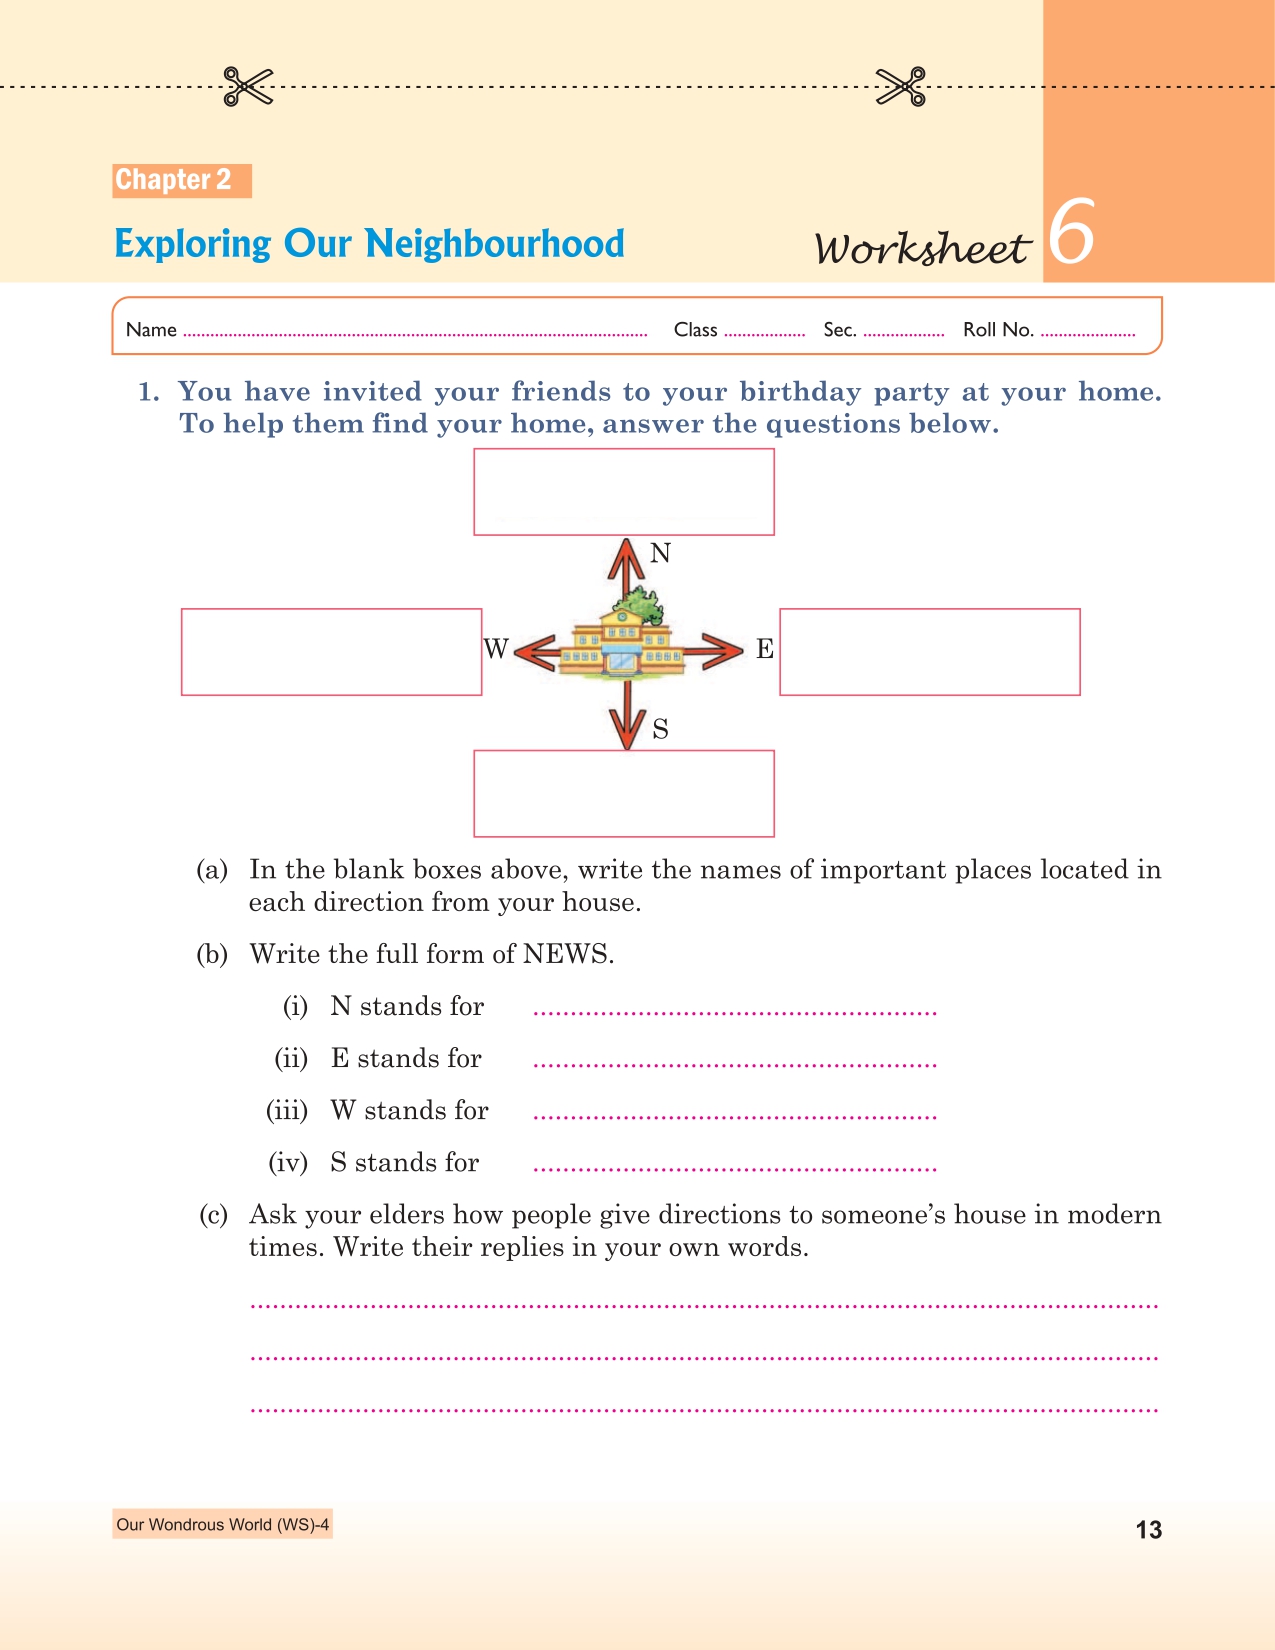 Chapter 2
Exploring Our Neighbourhood
Worksheet 6
Name ........ Class ........ Sec. ........ Roll No. ........
1. You have invited your friends to your birthday party at your home.
To help them find your home, answer the questions below.
N
W
E
S
(a) In the blank boxes above, write the names of important places located in
each direction from your house.
(b) Write the full form of NEWS.
(i) N stands for ........
(ii) E stands for ........
(iii) W stands for ........
(iv) S stands for ........
(c) Ask your elders how people give directions to someone’s house in modern
times. Write their replies in your own words.
Our Wondrous World (WS)-4
13